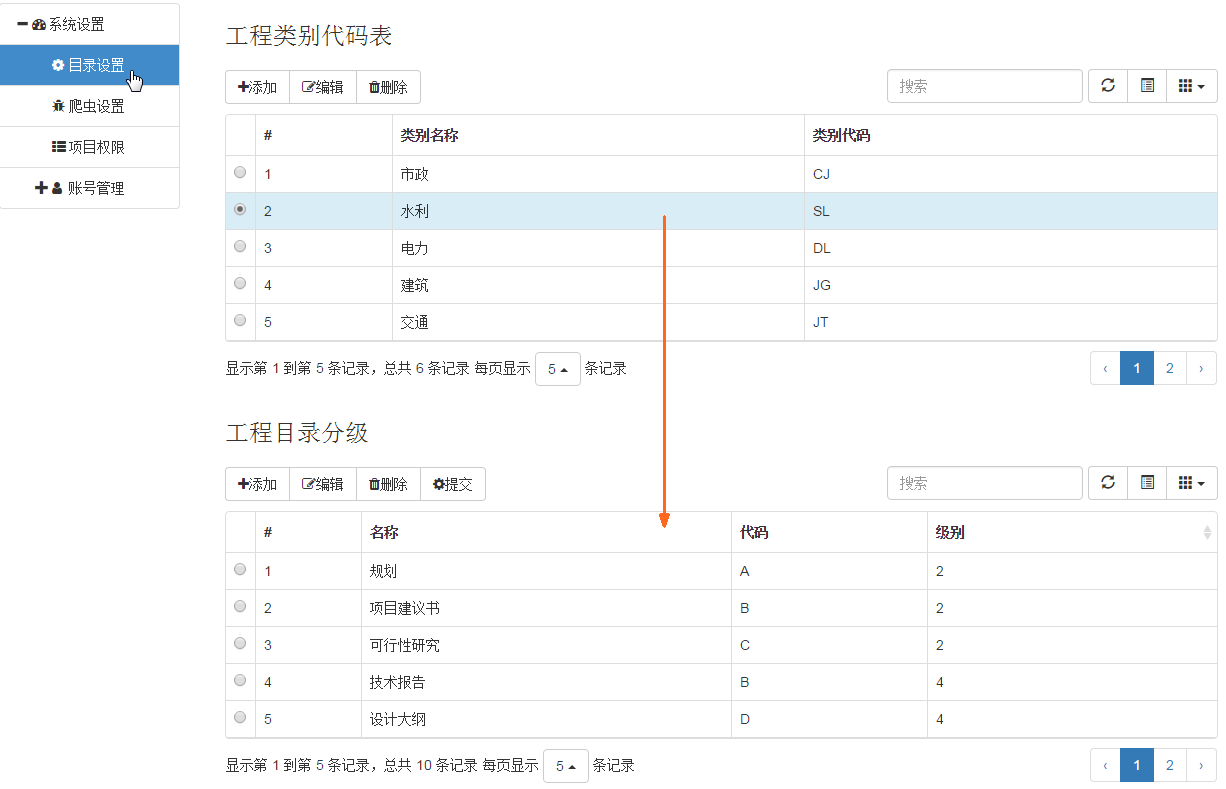 系统设置
目录设置
爬虫设置
项目权限
账号管理
工程类别代码表
添加 编辑 删除 搜索
# 类别名称 类别代码
1 市政 CJ
2 水利 SL
3 电力 DL
4 建筑 JG
5 交通 JT
显示第 1 到第 5 条记录，总共 6 条记录 每页显示 5 条记录 ‹ 1 2 ›
工程目录分级
添加 编辑 删除 提交 搜索
# 名称 代码 级别
1 规划 A 2
2 项目建议书 B 2
3 可行性研究 C 2
4 技术报告 B 4
5 设计大纲 D 4
显示第 1 到第 5 条记录，总共 10 条记录 每页显示 5 条记录 ‹ 1 2 ›